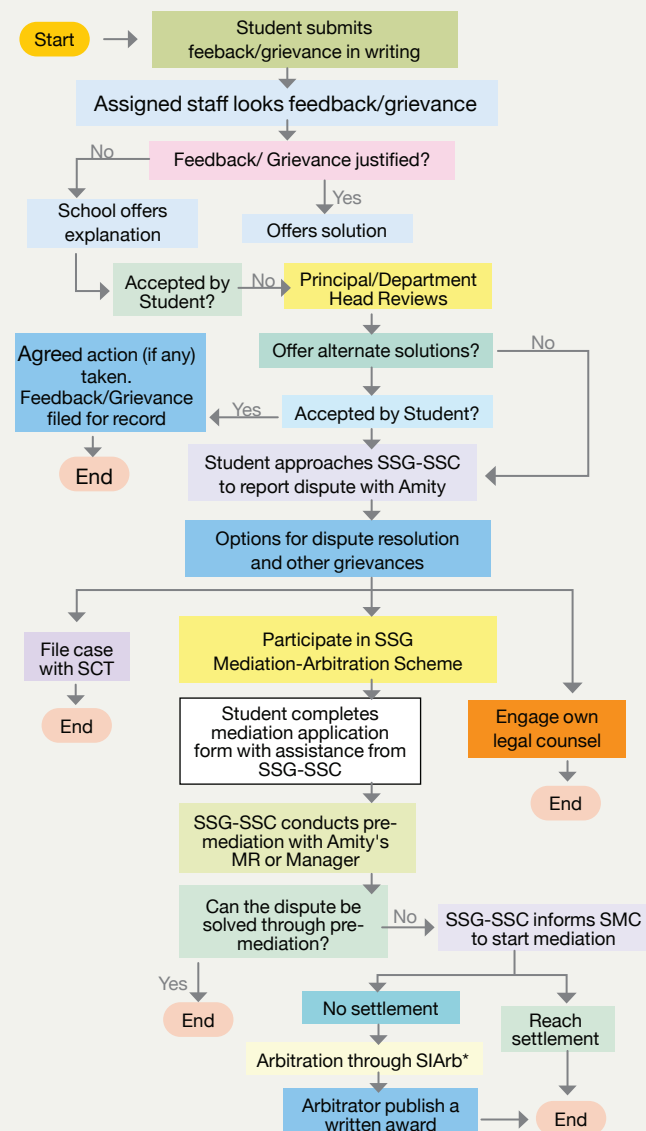 Start
Student submits
feeback/grievance in writing
Assigned staff looks feedback/grievance
No
Feedback/ Grievance justified?
Yes
School offers
explanation
Offers solution
Accepted by
Student?
No
Principal/Department
Head Reviews
Agreed action (if any)
taken.
Feedback/Grievance
filed for record
Offer alternate solutions?
No
Yes
Accepted by Student?
End
Student approaches SSG-SSC
to report dispute with Amity
Options for dispute resolution
and other grievances
File case
with SCT
End
Participate in SSG
Mediation-Arbitration Scheme
Student completes
mediation application
form with assistance from
SSG-SSC
Engage own
legal counsel
End
SSG-SSC conducts pre-
mediation with Amity's
MR or Manager
Can the dispute be
solved through pre-
mediation?
No
SSG-SSC informs SMC
to start mediation
Yes
End
No settlement
Reach
settlement
Arbitration through SIArb*
Arbitrator publish a
written award
End